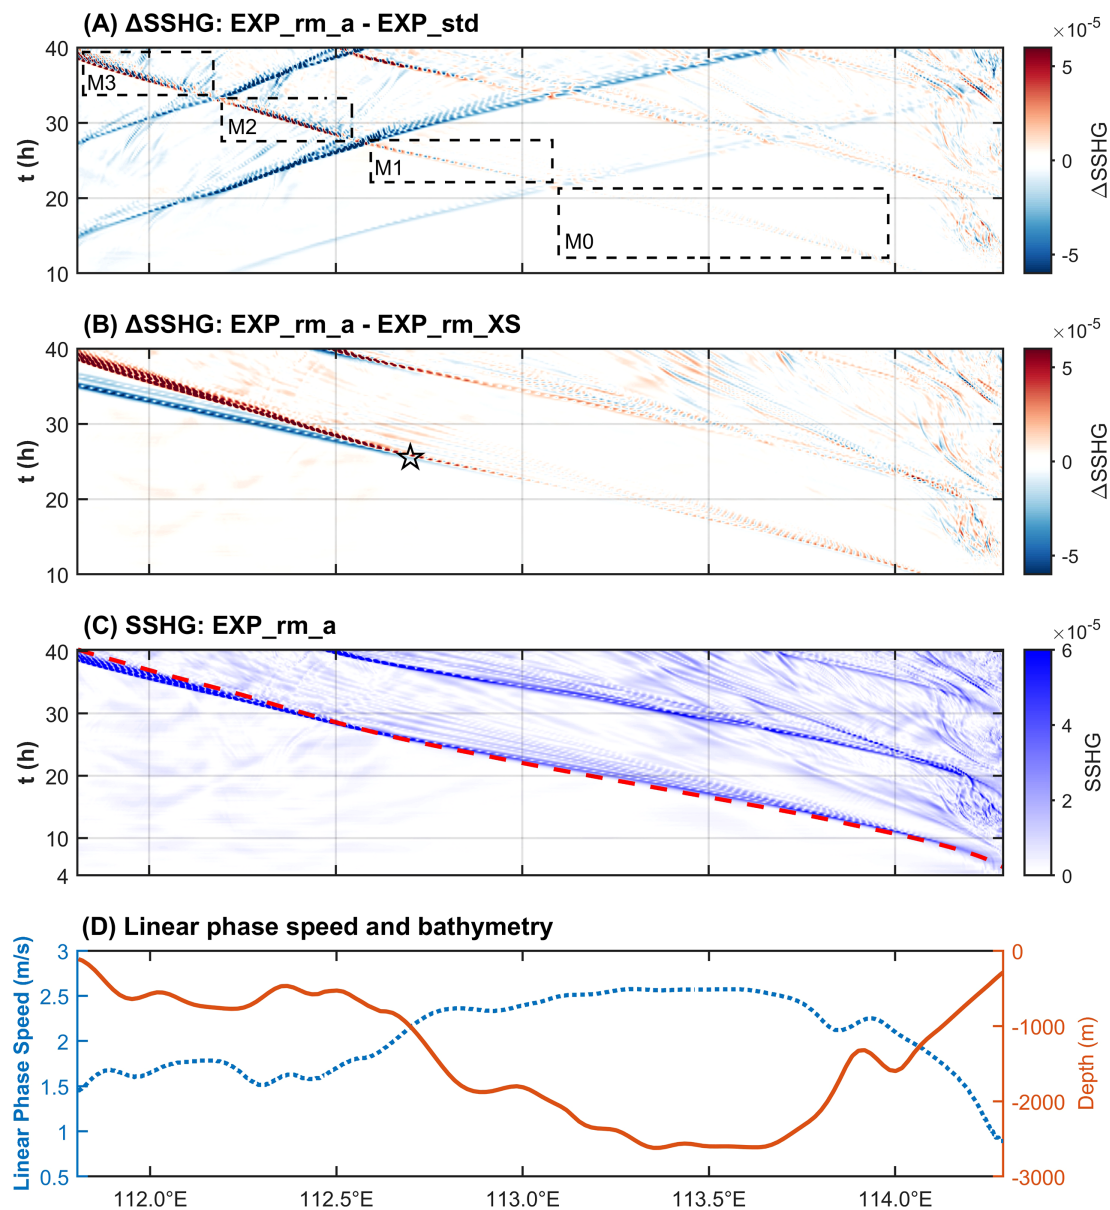 (A) ΔSSHG: EXP_rm_a - EXP_std
×10⁻⁵
40
30
20
10
t (h)
M3
M2
M1
M0
5
0
-5
ΔSSHG
(B) ΔSSHG: EXP_rm_a - EXP_rm_XS
×10⁻⁵
40
30
20
10
t (h)
5
0
-5
ΔSSHG
(C) SSHG: EXP_rm_a
×10⁻⁵
40
30
20
10
4
t (h)
6
4
2
0
SSHG
(D) Linear phase speed and bathymetry
3
2.5
2
1.5
1
0.5
Linear Phase Speed (m/s)
0
-1000
-2000
-3000
Depth (m)
112.0°E 112.5°E 113.0°E 113.5°E 114.0°E